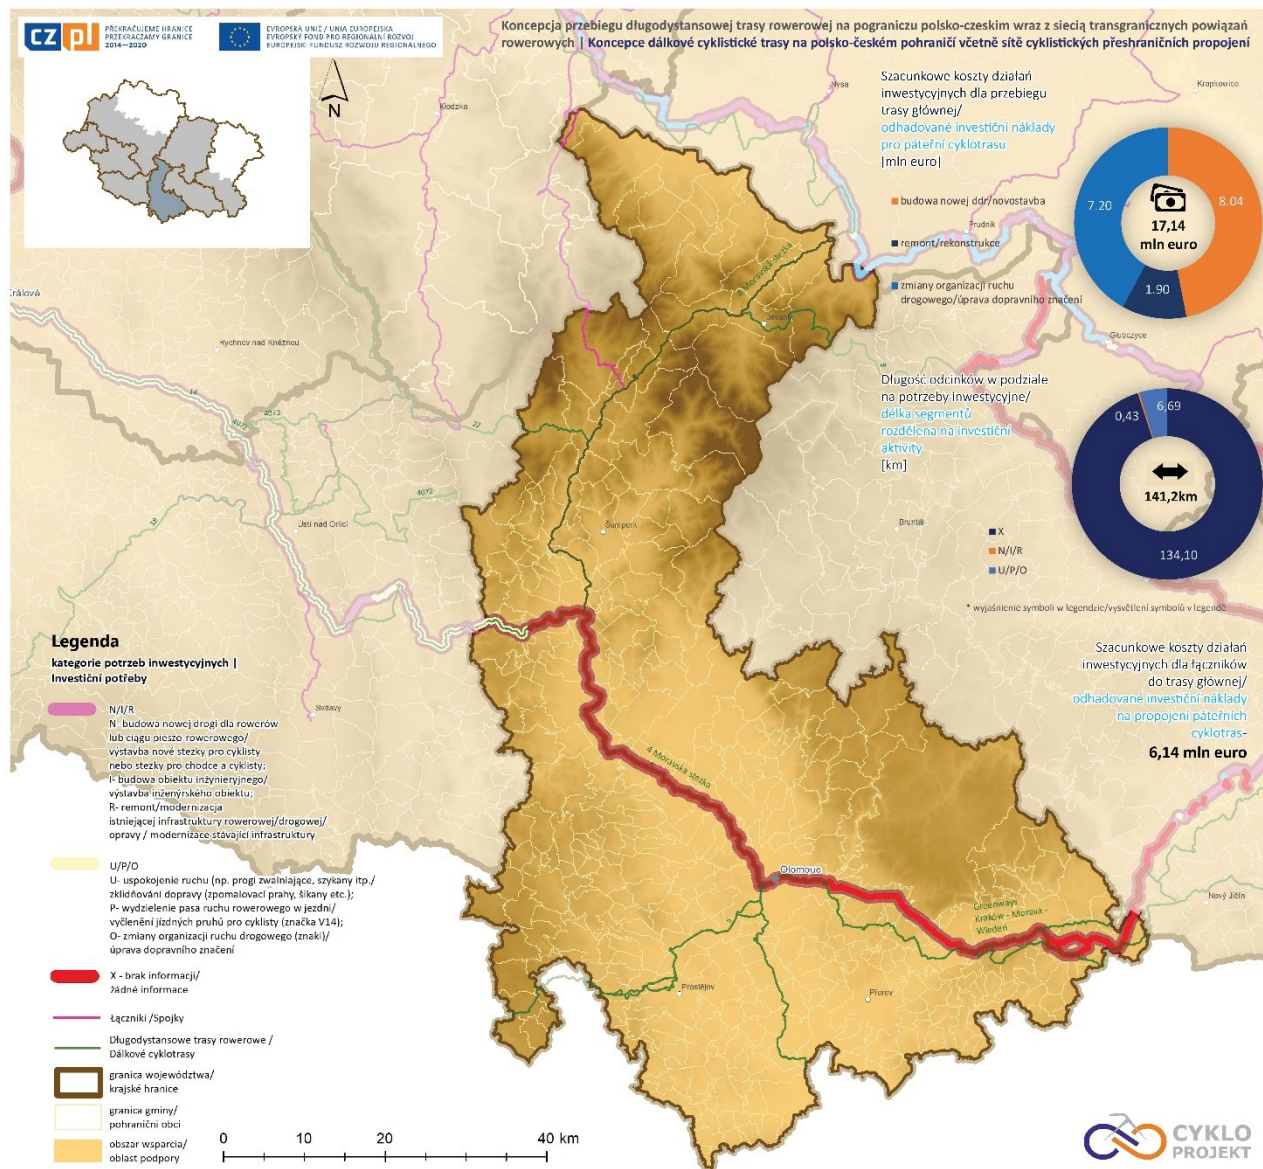 CZ pl
PŘEKRAČUJEME HRANICE
PRZEKRACZAMY GRANICE
2014—2020
EVROPSKÁ UNIE / UNIA EUROPEJSKA
EVROPSKÝ FOND PRO REGIONÁLNÍ ROZVOJ
EUROPEJSKI FUNDUSZ ROZWOJU REGIONALNEGO
Koncepcja przebiegu długodystansowej trasy rowerowej na pograniczu polsko-czeskim wraz z siecią transgranicznych powiązań
rowerowych | Koncepce dálkové cyklistické trasy na polsko-českém pohraničí včetně sítě cyklistických přeshraničních propojení
N
Kłodzko
Nysa
Krapkowice
Prudnik
Głubczyce
Szacunkowe koszty działań
inwestycyjnych dla przebiegu
trasy głównej/
odhadované investiční náklady
pro páteřní cyklotrasu
[mln euro]
budowa nowej ddr/novostavba
remont/rekonstrukce
zmiany organizacji ruchu
drogowego/úprava dopravního značení
7.20
8.04
1.90
17,14
mln euro
4 Moravská stezka
Jeseník
Králové
Rychnov nad Kněžnou
14
4073
4072
22
4072
Ústí nad Orlicí
Šumperk
Bruntál
Svitavy
Długość odcinków w podziale
na potrzeby inwestycyjne/
délka segmentů
rozdělena na investiční
aktivity
[km]
0,43
6,69
141,2km
134,10
X
N/I/R
U/P/O
* wyjaśnienie symboli w legendzie/vysvětlení symbolů v legendě
Szacunkowe koszty działań
inwestycyjnych dla łączników
do trasy głównej/
odhadované investiční náklady
na propojení páteřních
cyklotras-
6,14 mln euro
4 Moravská stezka
Olomouc
Greenways
Kraków - Morava -
Wiedeń
Nový Jičín
5
Prostějov
Přerov
Legenda
kategorie potrzeb inwestycyjnych |
Investiční potřeby
N/I/R
N- budowa nowej drogi dla rowerów
lub ciągu pieszo rowerowego/
výstavba nové stezky pro cyklisty
nebo stezky pro chodce a cyklisty;
I- budowa obiektu inżynieryjnego/
výstavba inženýrského objektu;
R- remont/modernizacja
istniejącej infrastruktury rowerowej/drogowej/
opravy / modernizace stávající infrastruktury
U/P/O
U- uspokojenie ruchu (np. progi zwalniające, szykany itp./
zklidňování dopravy (zpomalovací prahy, šikany etc.);
P- wydzielenie pasa ruchu rowerowego w jezdni/
vyčlenění jízdných pruhů pro cyklisty (značka V14);
O- zmiany organizacji ruchu drogowego (znaki)/
úprava dopravního značení
X - brak informacji/
žádné informace
Łączniki /Spojky
Długodystansowe trasy rowerowe /
Dálkové cyklotrasy
granica województwa/
krajské hranice
granica gminy/
pohraniční obcí
obszar wsparcia/
oblast podpory
0 10 20 40 km
CYKLO
PROJEKT